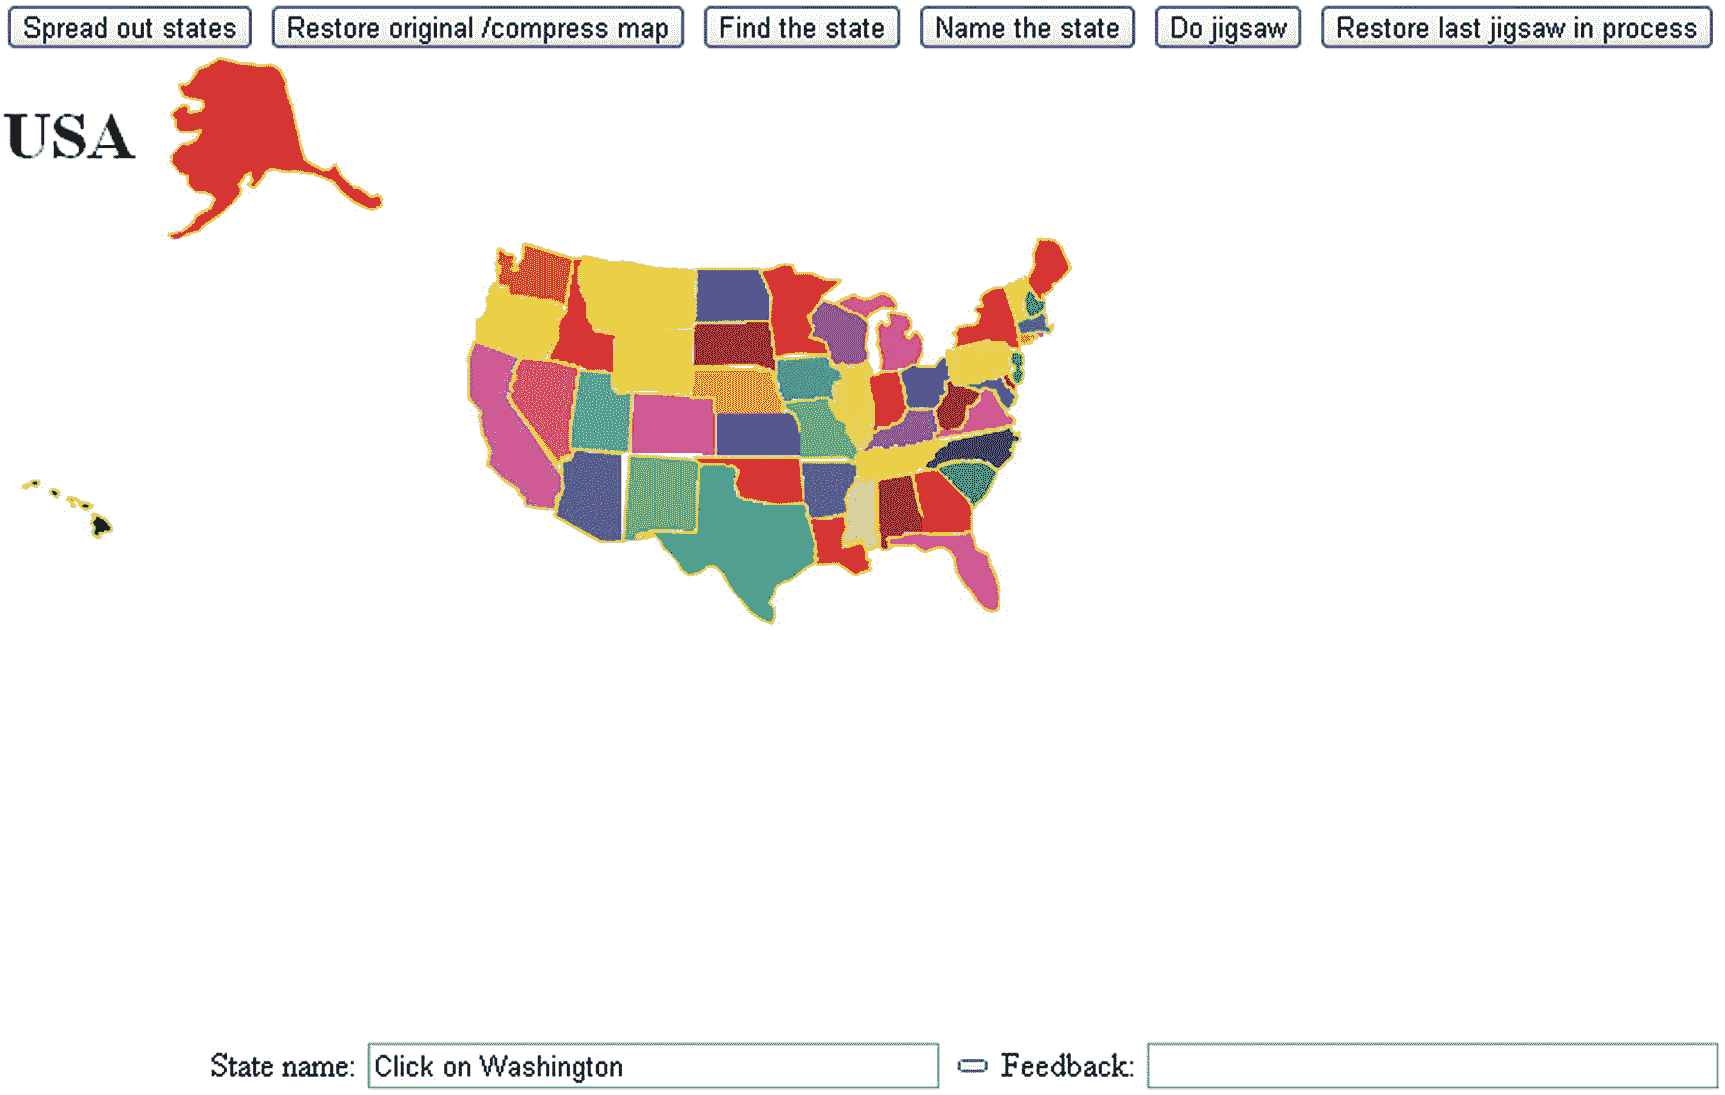 Spread out states Restore original /compress map Find the state Name the state Do jigsaw Restore last jigsaw in process
USA
State name: Click on Washington Feedback: